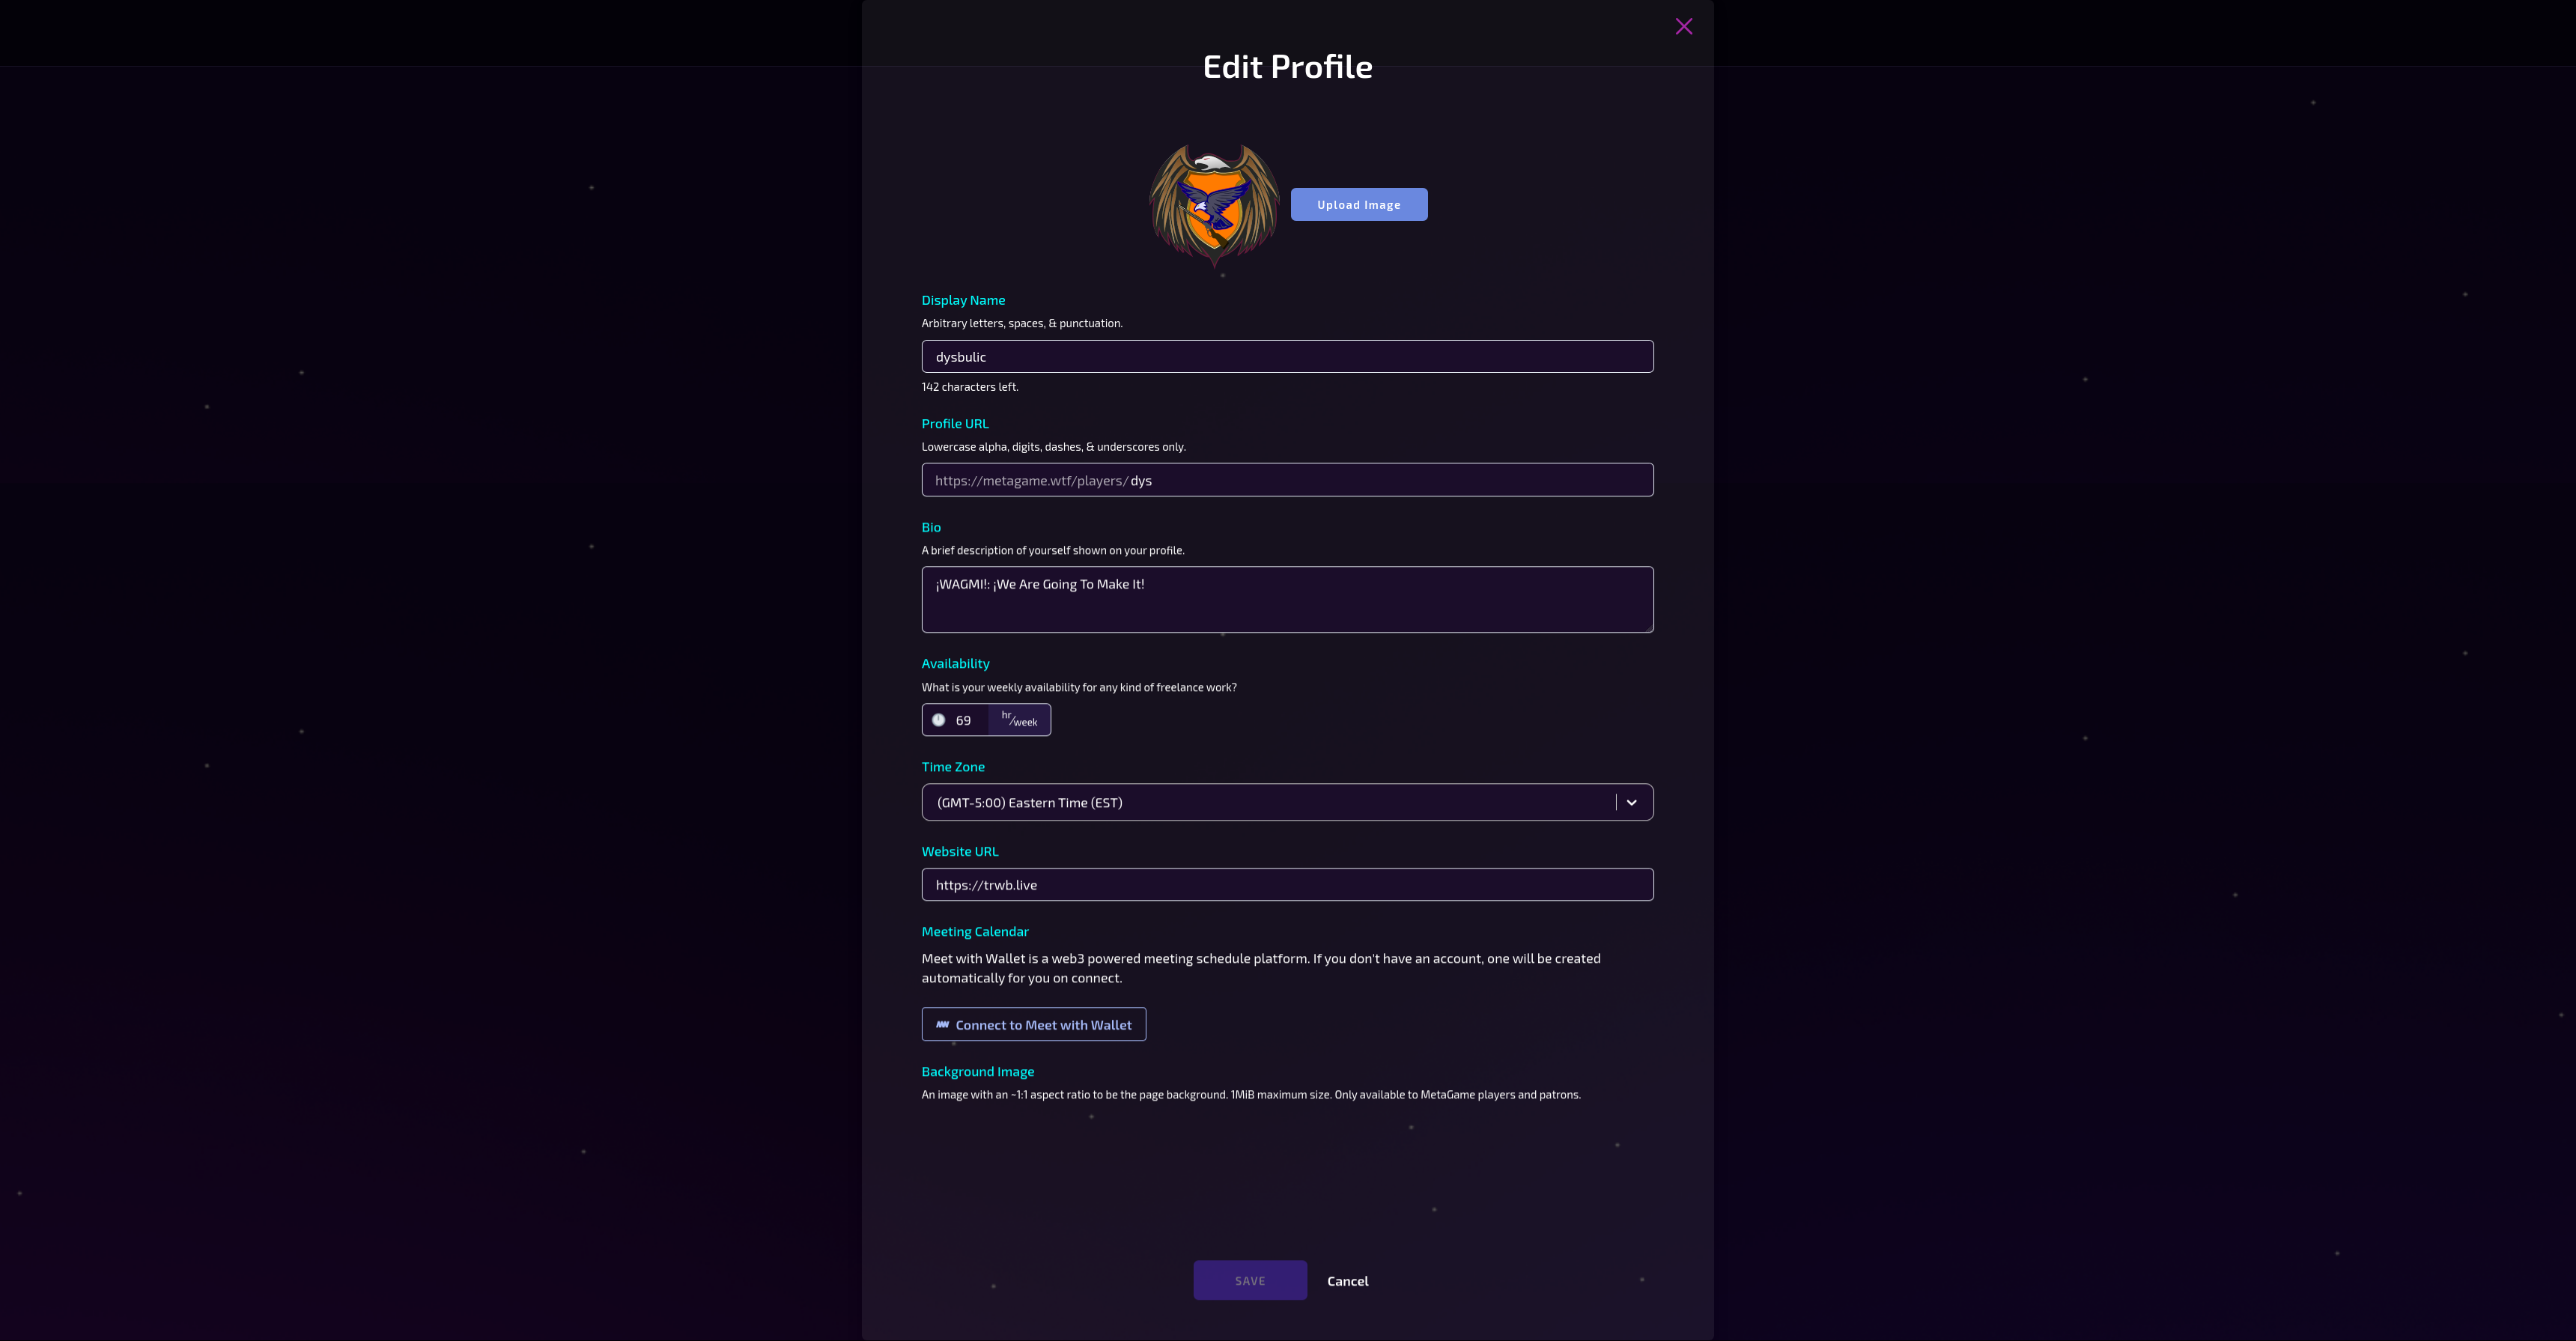 Edit Profile
Upload Image
Display Name
Arbitrary letters, spaces, & punctuation.
dysbulic
142 characters left.
Profile URL
Lowercase alpha, digits, dashes, & underscores only.
https://metagame.wtf/players/ dys
Bio
A brief description of yourself shown on your profile.
¡WAGMI!: ¡We Are Going To Make It!
Availability
What is your weekly availability for any kind of freelance work?
69 hr/week
Time Zone
(GMT-5:00) Eastern Time (EST)
Website URL
https://trwb.live
Meeting Calendar
Meet with Wallet is a web3 powered meeting schedule platform. If you don't have an account, one will be created
automatically for you on connect.
Connect to Meet with Wallet
Background Image
An image with an ~1:1 aspect ratio to be the page background. 1MiB maximum size. Only available to MetaGame players and patrons.
SAVE Cancel